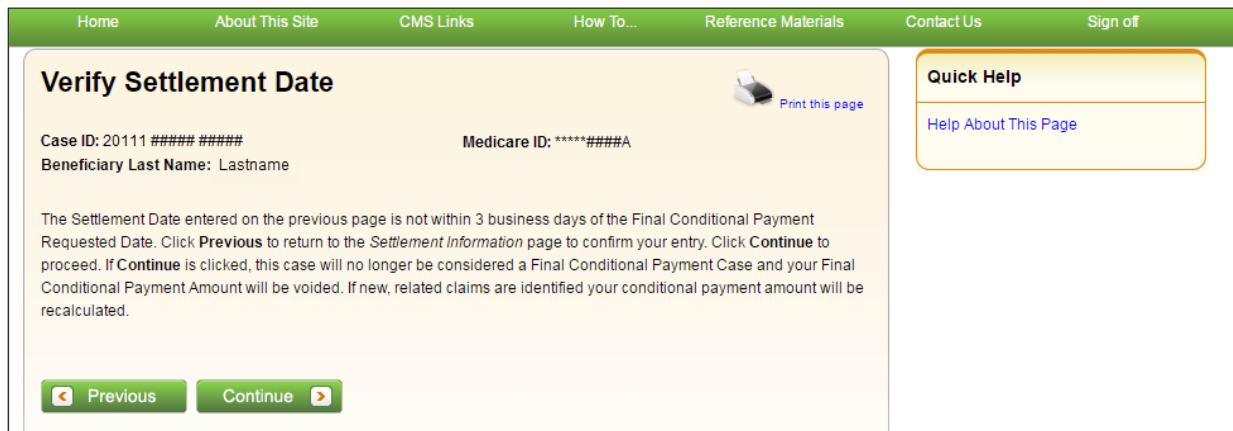 Home About This Site CMS Links How To... Reference Materials Contact Us Sign off
Verify Settlement Date
Print this page
Case ID: 20111 ##### ##### Medicare ID: *****####A
Beneficiary Last Name: Lastname
The Settlement Date entered on the previous page is not within 3 business days of the Final Conditional Payment
Requested Date. Click Previous to return to the Settlement Information page to confirm your entry. Click Continue to
proceed. If Continue is clicked, this case will no longer be considered a Final Conditional Payment Case and your Final
Conditional Payment Amount will be voided. If new, related claims are identified your conditional payment amount will be
recalculated.
Previous Continue
Quick Help
Help About This Page